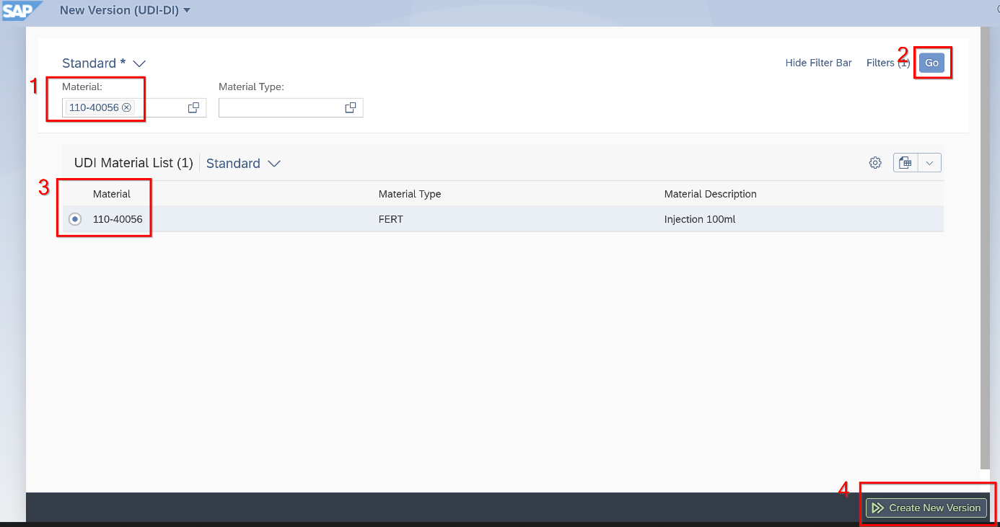 SAP New Version (UDI-DI)
Standard *
Hide Filter Bar Filters (1) 2 Go
1 Material: Material Type:
110-40056
UDI Material List (1) Standard
3 Material Material Type Material Description
110-40056 FERT Injection 100ml
4 Create New Version